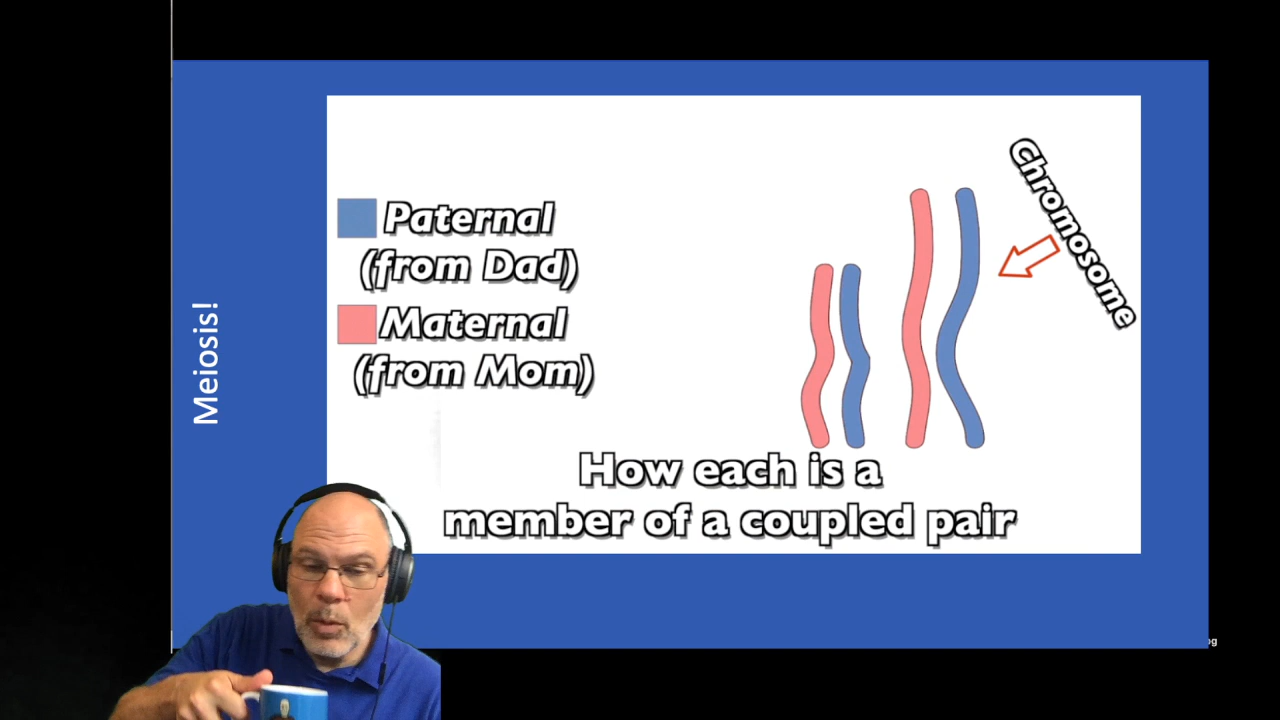 Meiosis!
Paternal
(from Dad)
Maternal
(from Mom)
Chromosome
How each is a
member of a coupled pair